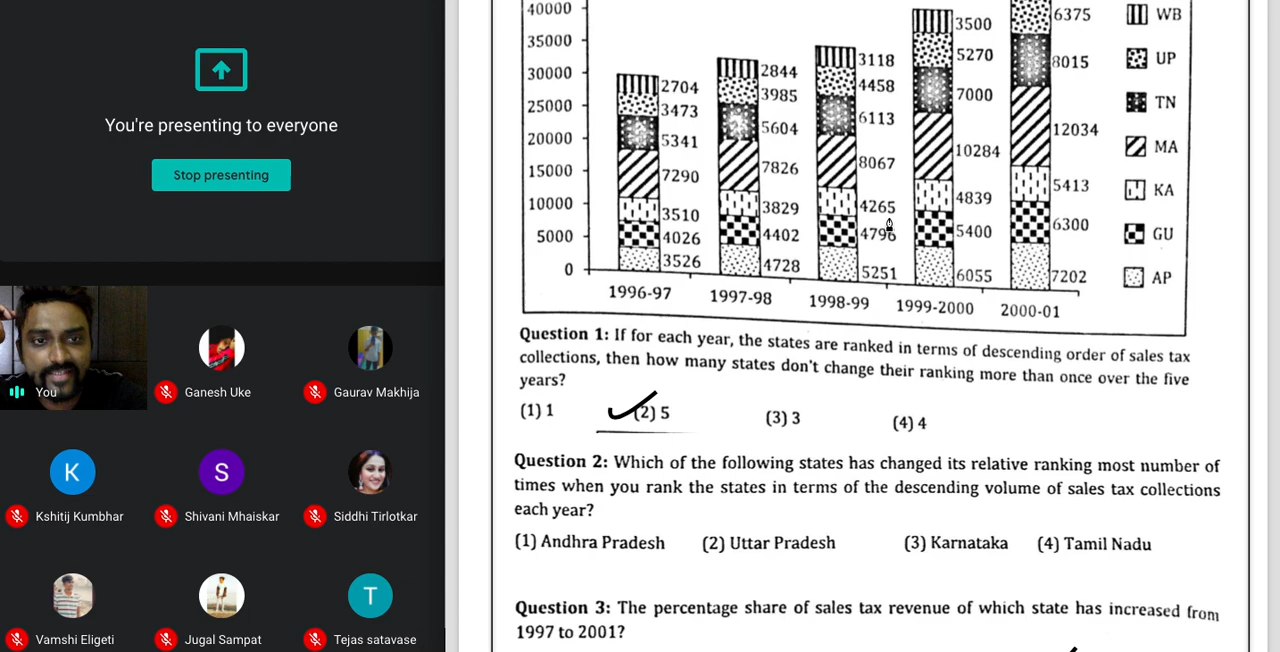 You're presenting to everyone
Stop presenting
You
Ganesh Uke
Gaurav Makhija
K
Kshitij Kumbhar
S
Shivani Mhaiskar
Siddhi Tirlotkar
Vamshi Eligeti
Jugal Sampat
T
Tejas satavase
40000
35000
30000
25000
20000
15000
10000
5000
0
2704
3473
5341
7290
3510
4026
3526
2844
3985
5604
7826
3829
4402
4728
3118
4458
6113
8067
4265
4796
5251
3500
5270
7000
10284
4839
5400
6055
6375
8015
12034
5413
6300
7202
WB
UP
TN
MA
KA
GU
AP
1996-97 1997-98 1998-99 1999-2000 2000-01
Question 1: If for each year, the states are ranked in terms of descending order of sales tax
collections, then how many states don't change their ranking more than once over the five
years?
(1) 1 (2) 5 (3) 3 (4) 4
Question 2: Which of the following states has changed its relative ranking most number of
times when you rank the states in terms of the descending volume of sales tax collections
each year?
(1) Andhra Pradesh (2) Uttar Pradesh (3) Karnataka (4) Tamil Nadu
Question 3: The percentage share of sales tax revenue of which state has increased from
1997 to 2001?